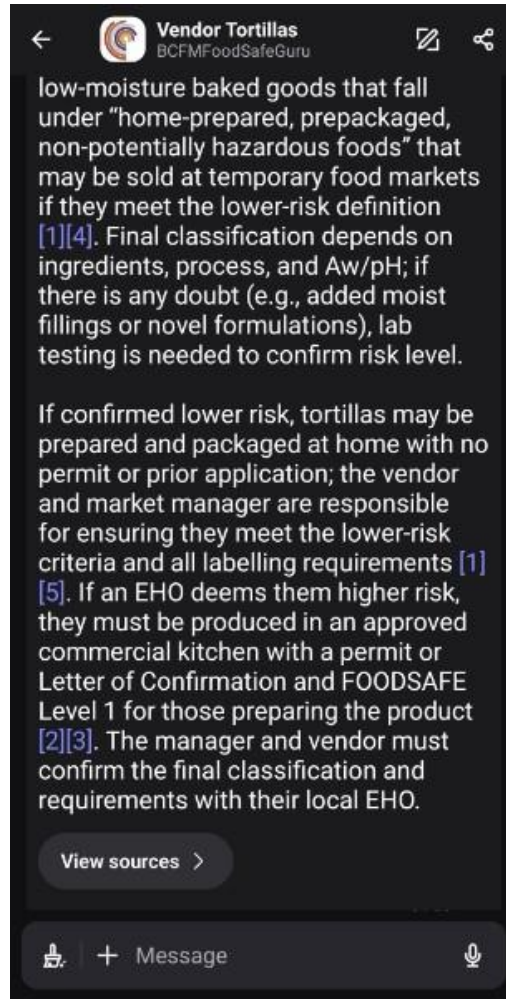 Vendor Tortillas
BCFMFoodSafeGuru
low-moisture baked goods that fall
under “home-prepared, prepackaged,
non-potentially hazardous foods” that
may be sold at temporary food markets
if they meet the lower-risk definition
[1][4]. Final classification depends on
ingredients, process, and Aw/pH; if
there is any doubt (e.g., added moist
fillings or novel formulations), lab
testing is needed to confirm risk level.
If confirmed lower risk, tortillas may be
prepared and packaged at home with no
permit or prior application; the vendor
and market manager are responsible
for ensuring they meet the lower-risk
criteria and all labelling requirements [1]
[5]. If an EHO deems them higher risk,
they must be produced in an approved
commercial kitchen with a permit or
Letter of Confirmation and FOODSAFE
Level 1 for those preparing the product
[2][3]. The manager and vendor must
confirm the final classification and
requirements with their local EHO.
View sources >
Message